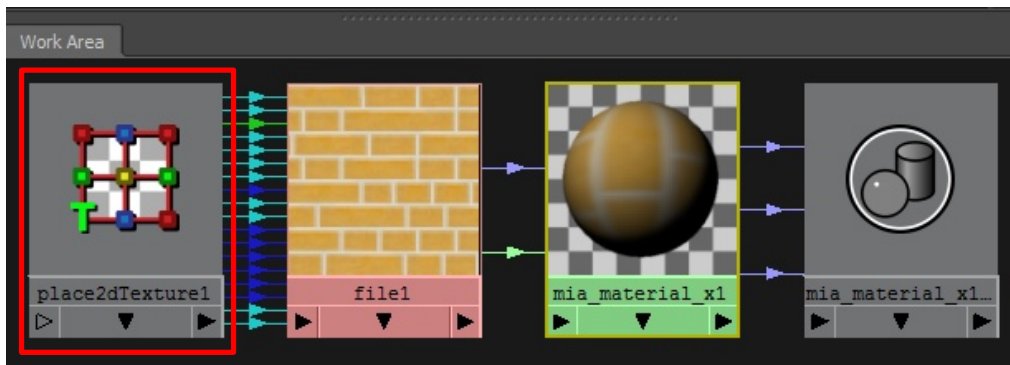 Work Area
place2dTexture1
file1
mia_material_x1
mia_material_x1...